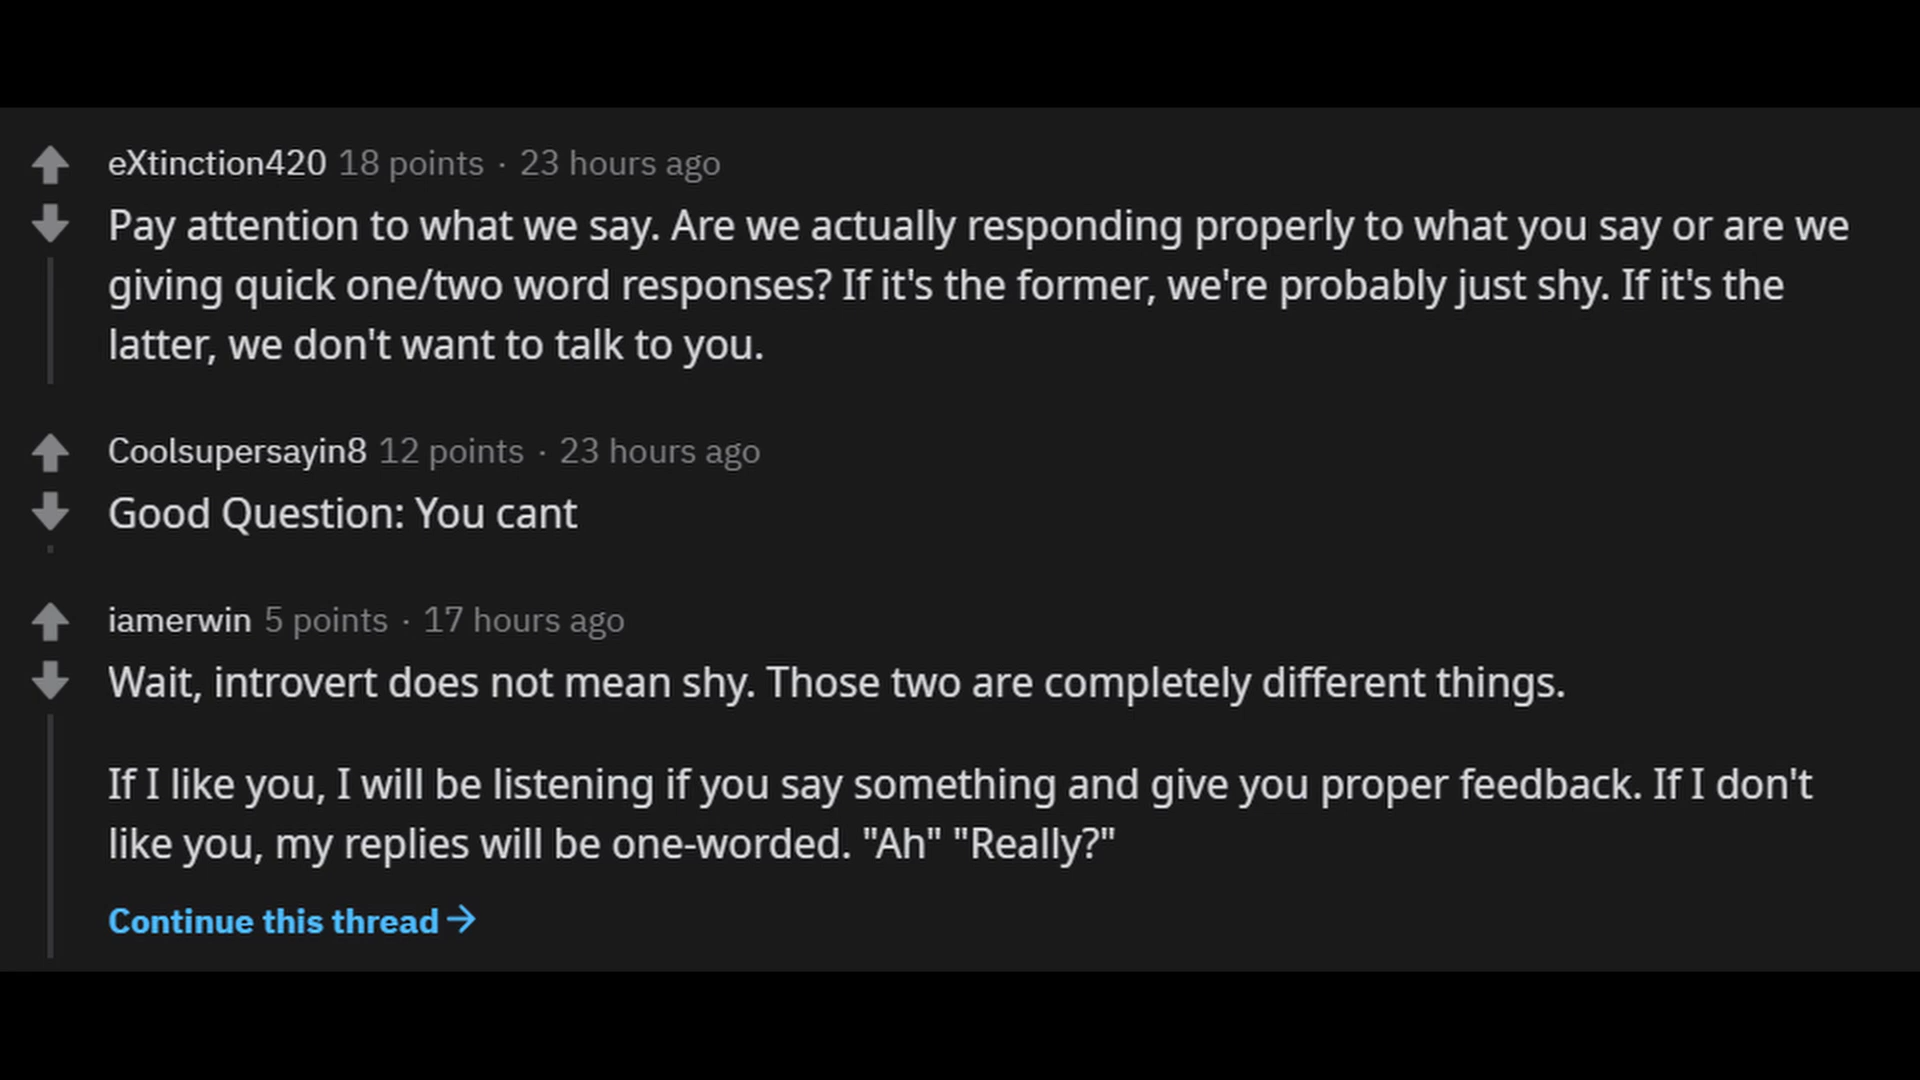 eXtinction420 18 points · 23 hours ago
Pay attention to what we say. Are we actually responding properly to what you say or are we
giving quick one/two word responses? If it's the former, we're probably just shy. If it's the
latter, we don't want to talk to you.
Coolsupersayin8 12 points · 23 hours ago
Good Question: You cant
iamerwin 5 points · 17 hours ago
Wait, introvert does not mean shy. Those two are completely different things.
If I like you, I will be listening if you say something and give you proper feedback. If I don't
like you, my replies will be one-worded. "Ah" "Really?"
Continue this thread→